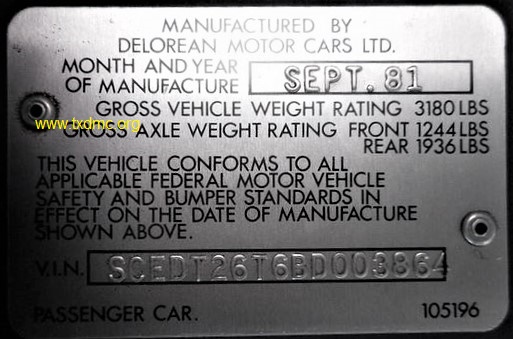 MANUFACTURED BY
DELOREAN MOTOR CARS LTD.
MONTH AND YEAR
OF MANUFACTURE SEPT. 81
GROSS VEHICLE WEIGHT RATING 3180 LBS
www.txdmc.org
GROSS AXLE WEIGHT RATING FRONT 1244 LBS
REAR 1936 LBS
THIS VEHICLE CONFORMS TO ALL
APPLICABLE FEDERAL MOTOR VEHICLE
SAFETY AND BUMPER STANDARDS IN
EFFECT ON THE DATE OF MANUFACTURE
SHOWN ABOVE.
V.I.N. SCEDT26T6BD003864
PASSENGER CAR. 105196